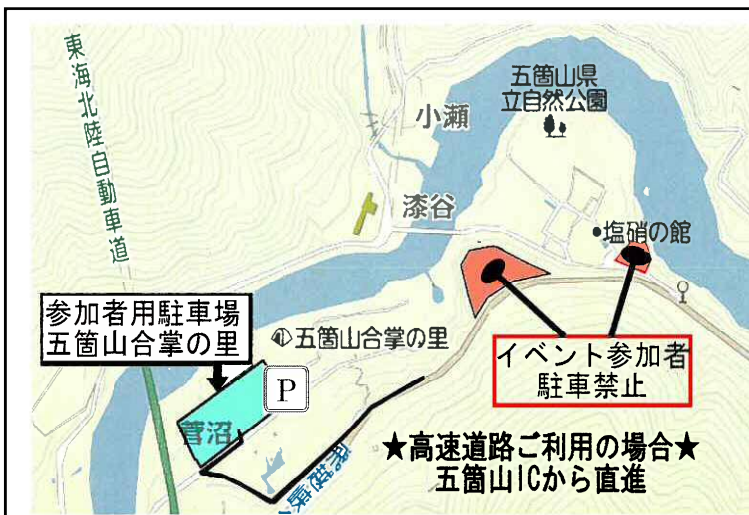 東海北陸自動車道
五箇山県
立自然公園
小瀬
漆谷
塩硝の館
参加者用駐車場
五箇山合掌の里
五箇山合掌の里
P
イベント参加者
駐車禁止
菅沼
★高速道路ご利用の場合★
五箇山ICから直進